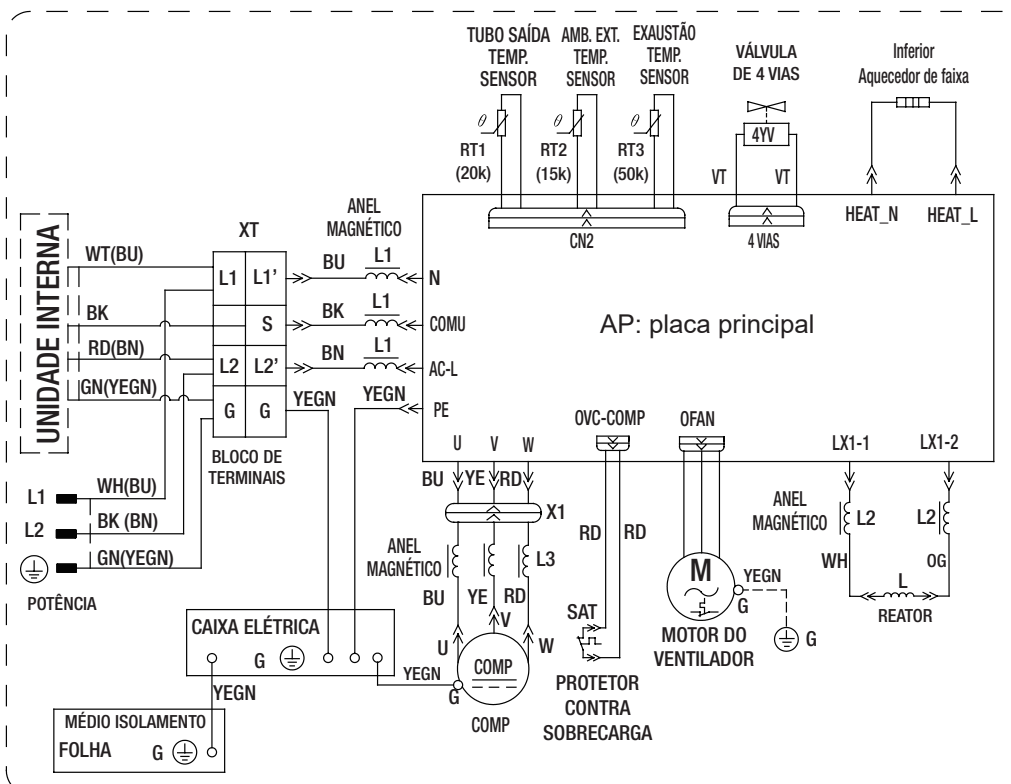 TUBO SAÍDA
TEMP.
SENSOR
AMB. EXT.
TEMP.
SENSOR
EXAUSTÃO
TEMP.
SENSOR
VÁLVULA
DE 4 VIAS
Inferior
Aquecedor de faixa
θ
RT1
(20k)
θ
RT2
(15k)
θ
RT3
(50k)
4YV
VT
VT
CN2
4 VIAS
HEAT_N
HEAT_L
UNIDADE INTERNA
WT(BU)
BK
RD(BN)
GN(YEGN)
XT
L1
L1'
S
L2
L2'
G
G
BLOCO DE
TERMINAIS
ANEL
MAGNÉTICO
BU
L1
N
BK
L1
COMU
BN
L1
AC-L
YEGN
YEGN
PE
AP: placa principal
U
V
W
OVC-COMP
OFAN
LX1-1
LX1-2
L1
WH(BU)
L2
BK (BN)
GN(YEGN)
POTÊNCIA
BU
YE
RD
X1
ANEL
MAGNÉTICO
L3
BU
YE
RD
U
V
W
COMP
G
COMP
YEGN
RD
RD
SAT
PROTETOR
CONTRA
SOBRECARGA
M
YEGN
G
G
MOTOR DO
VENTILADOR
ANEL
MAGNÉTICO
L2
L2
WH
OG
L
REATOR
CAIXA ELÉTRICA
G
YEGN
MÉDIO ISOLAMENTO
FOLHA
G